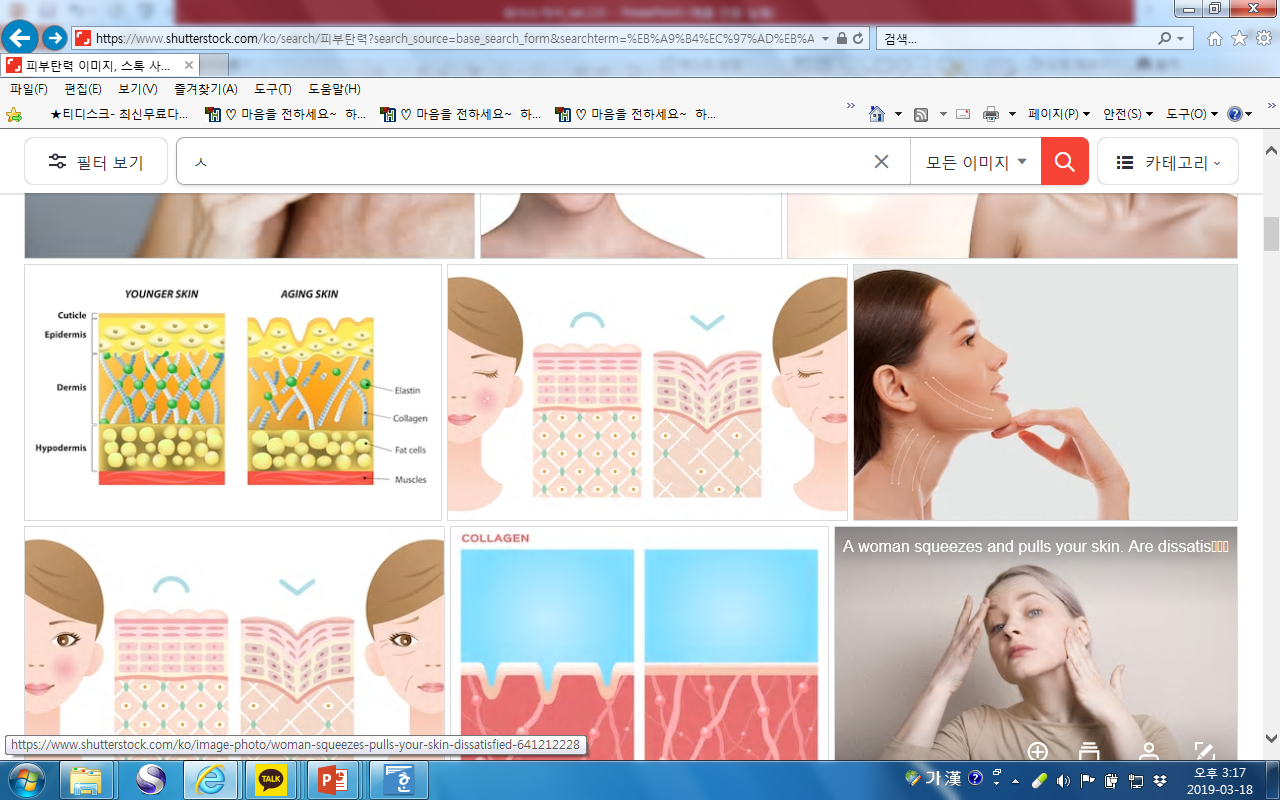 https://www.shutterstock.com/ko/search/피부탄력?search_source=base_search_form&searchterm=%EB%A9%B4%EC%97%AD%EB%A
검색...
피부탄력 이미지, 스톡 사...
파일(F) 편집(E) 보기(V) 즐겨찾기(A) 도구(T) 도움말(H)
★티디스크- 최신무료다... ♡ 마음을 전하세요~ 하... ♡ 마음을 전하세요~ 하... ♡ 마음을 전하세요~ 하... 페이지(P) 안전(S) 도구(O)
필터 보기 ㅅ 모든 이미지 카테고리
YOUNGER SKIN AGING SKIN
Cuticle
Epidermis
Dermis
Hypodermis
Elastin
Collagen
Fat cells
Muscles
COLLAGEN
A woman squeezes and pulls your skin. Are dissatis
https://www.shutterstock.com/ko/image-photo/woman-squeezes-pulls-your-skin-dissatisfied-641212228
TALK
가 漢
오후 3:17
2019-03-18